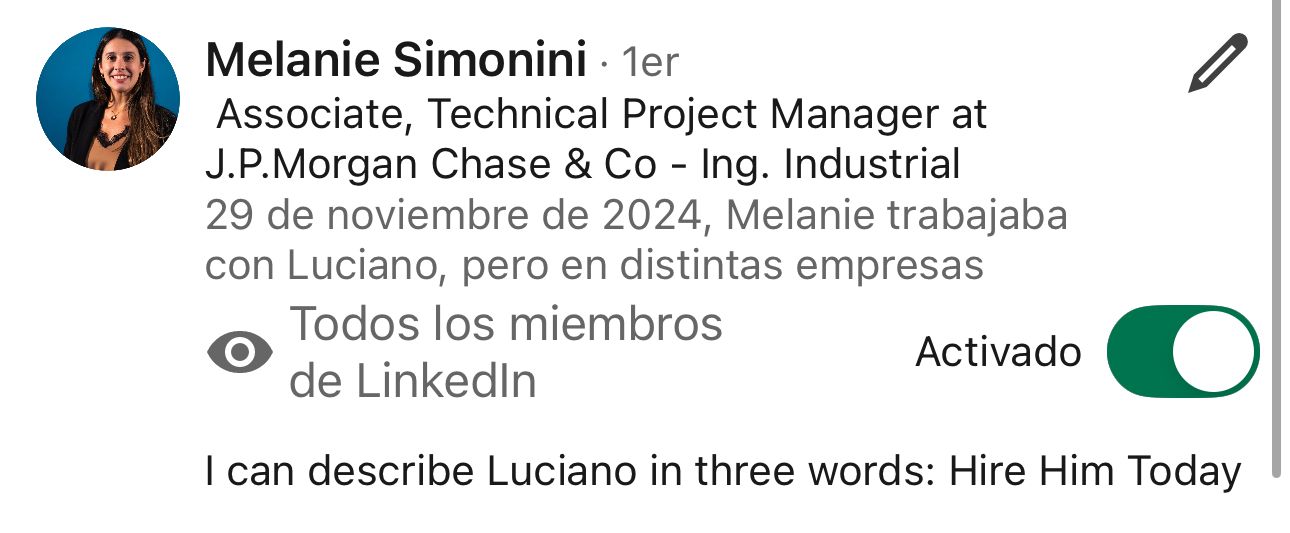 Melanie Simonini · 1er
Associate, Technical Project Manager at
J.P.Morgan Chase & Co - Ing. Industrial
29 de noviembre de 2024, Melanie trabajaba
con Luciano, pero en distintas empresas
Todos los miembros
de LinkedIn
Activado
I can describe Luciano in three words: Hire Him Today